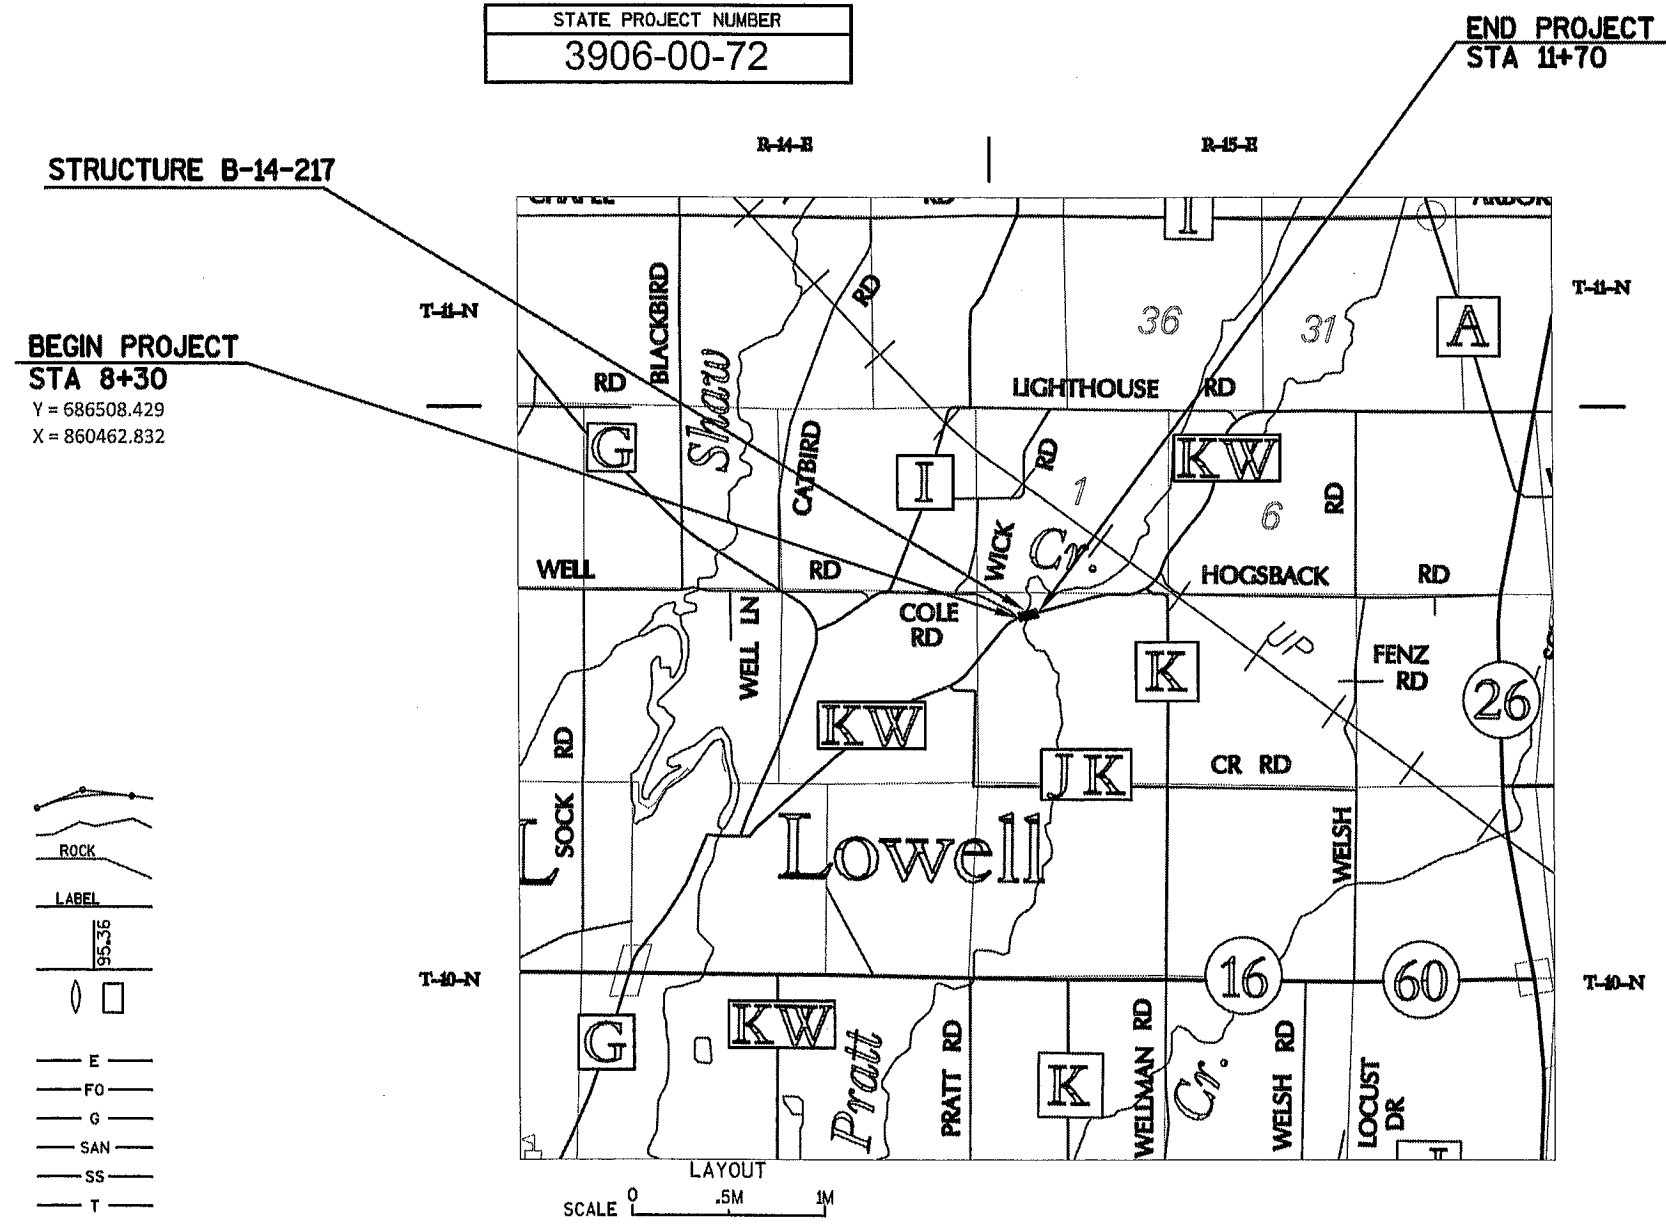 STATE PROJECT NUMBER
3906-00-72
END PROJECT
STA 11+70
R-14-E
R-15-E
STRUCTURE B-14-217
RD
I
T-11-N
T-11-N
BLACKBIRD
RD
36
31
A
BEGIN PROJECT
STA 8+30
Y = 686508.429
X = 860462.832
RD
Shaw
LIGHTHOUSE RD
G
CATBIRD
I
RD
KW
1
6
RD
WICK
Cr.
WELL
RD
HOGSBACK
RD
WELL LN
COLE
RD
K
UP
FENZ
RD
26
KW
RD
SOCK
JK
CR RD
L
Lowell
WELSH
ROCK
LABEL
95.36
T-10-N
16
60
T-10-N
G
KW
Pratt
PRATT RD
K
WELLMAN RD
Cr.
WELSH RD
LOCUST
DR
E
FO
G
SAN
SS
T
LAYOUT
SCALE 0 .5M 1M